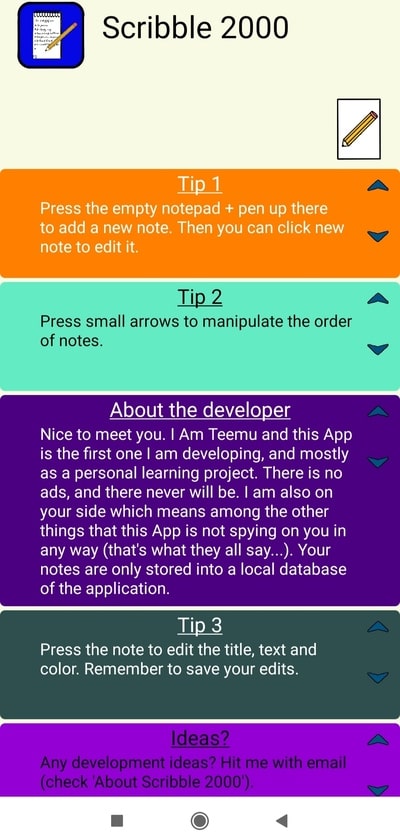 Scribble 2000
Tip 1
Press the empty notepad + pen up there
to add a new note. Then you can click new
note to edit it.
Tip 2
Press small arrows to manipulate the order
of notes.
About the developer
Nice to meet you. I Am Teemu and this App
is the first one I am developing, and mostly
as a personal learning project. There is no
ads, and there never will be. I am also on
your side which means among the other
things that this App is not spying on you in
any way (that's what they all say...). Your
notes are only stored into a local database
of the application.
Tip 3
Press the note to edit the title, text and
color. Remember to save your edits.
Ideas?
Any development ideas? Hit me with email
(check 'About Scribble 2000').